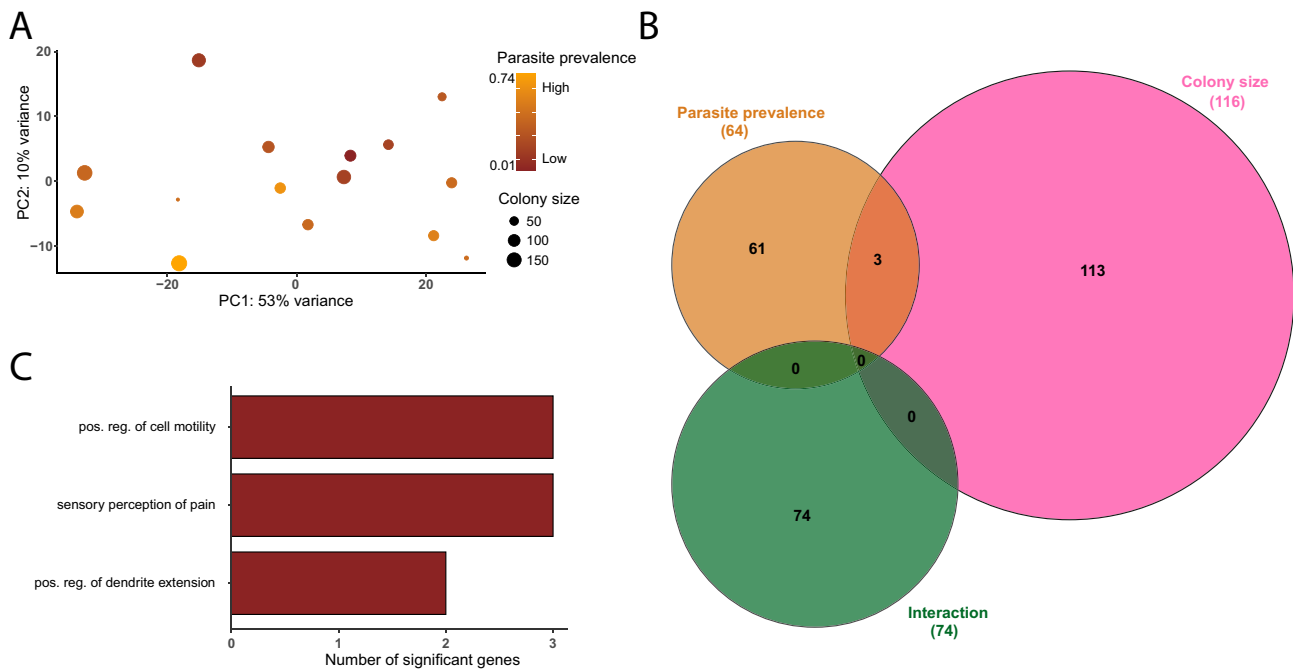 A
20
10
0
−10
PC2: 10% variance
−20
0
20
PC1: 53% variance
Parasite prevalence
0.74
High
0.01
Low
Colony size
50
100
150
B
Parasite prevalence
(64)
Colony size
(116)
61
3
113
0
0
0
74
Interaction
(74)
C
pos. reg. of cell motility
sensory perception of pain
pos. reg. of dendrite extension
0
1
2
3
Number of significant genes